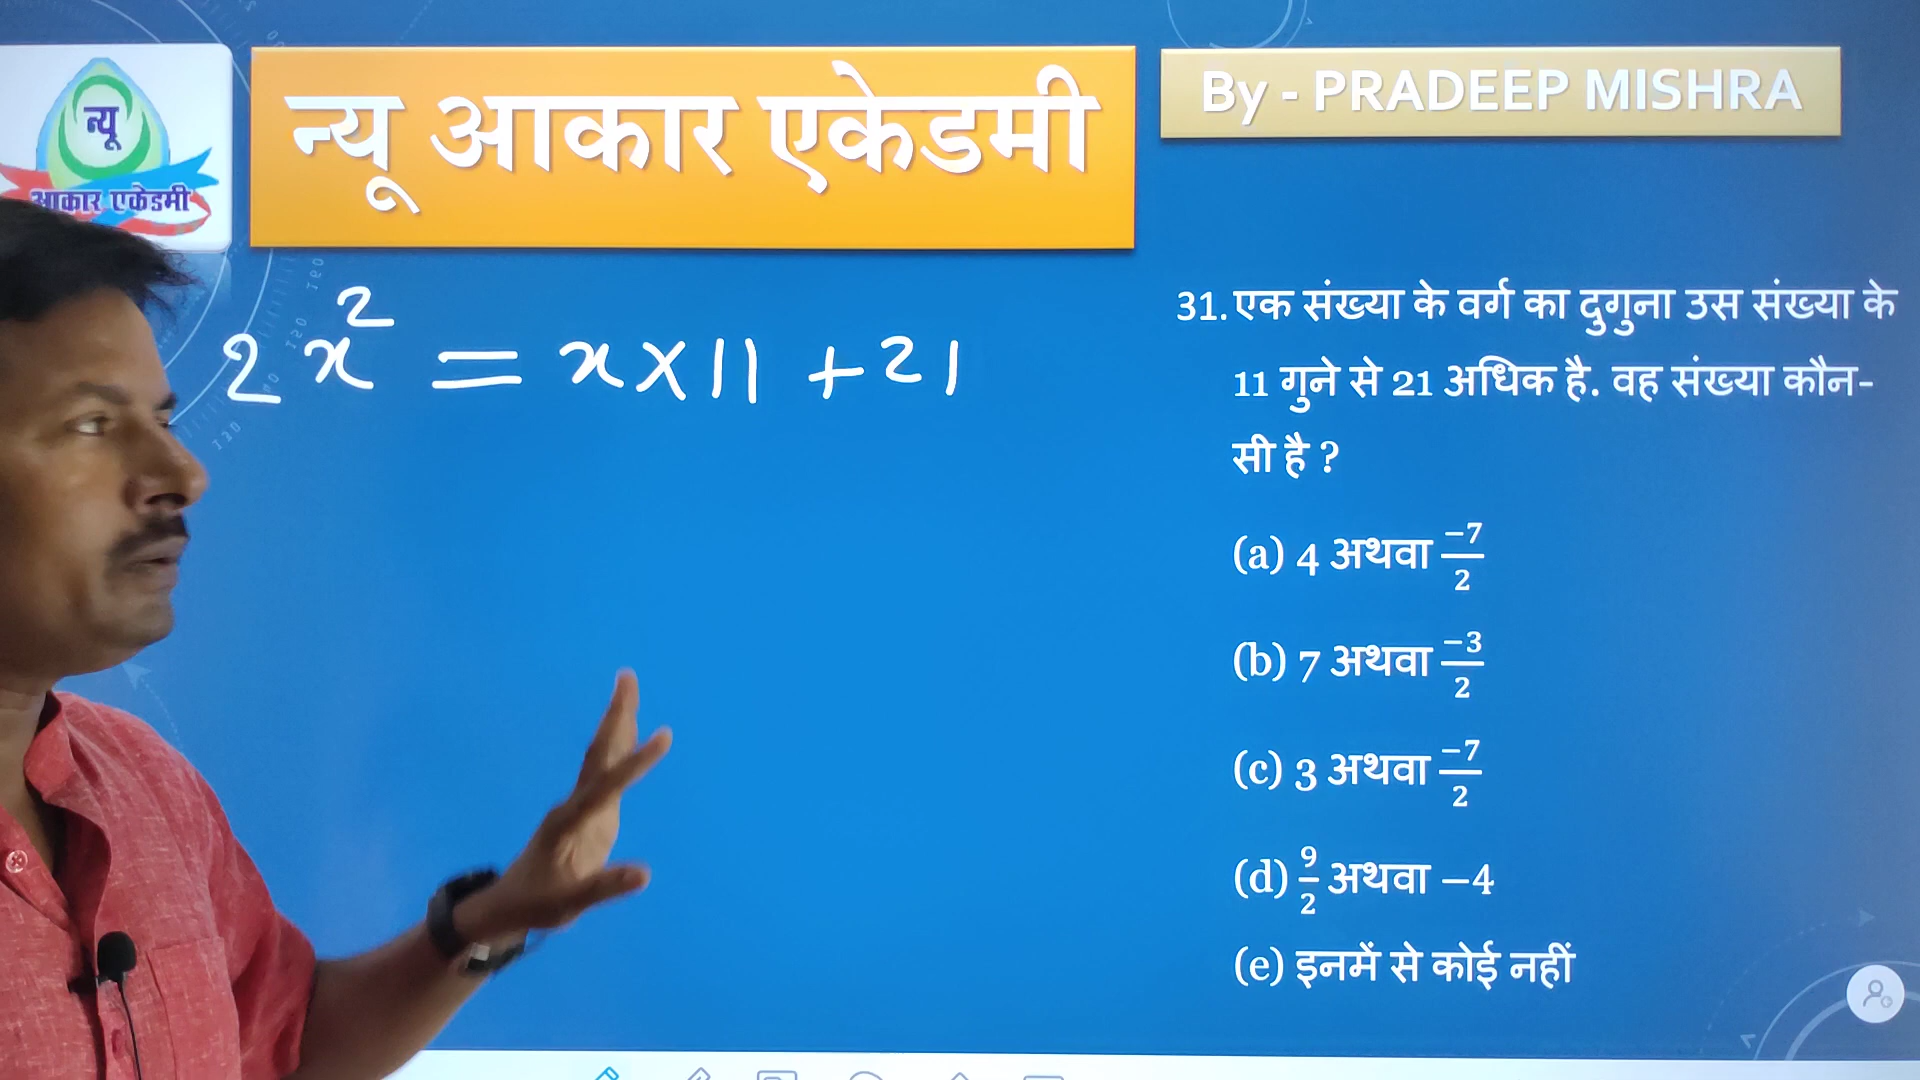 न्यू
आकार एकेडमी
न्यू आकार एकेडमी
By - PRADEEP MISHRA
2x² = x×11 +21
31. एक संख्या के वर्ग का दुगुना उस संख्या के
11 गुने से 21 अधिक है. वह संख्या कौन-
सी है ?
(a) 4 अथवा −7/2
(b) 7 अथवा −3/2
(c) 3 अथवा −7/2
(d) 9/2 अथवा −4
(e) इनमें से कोई नहीं